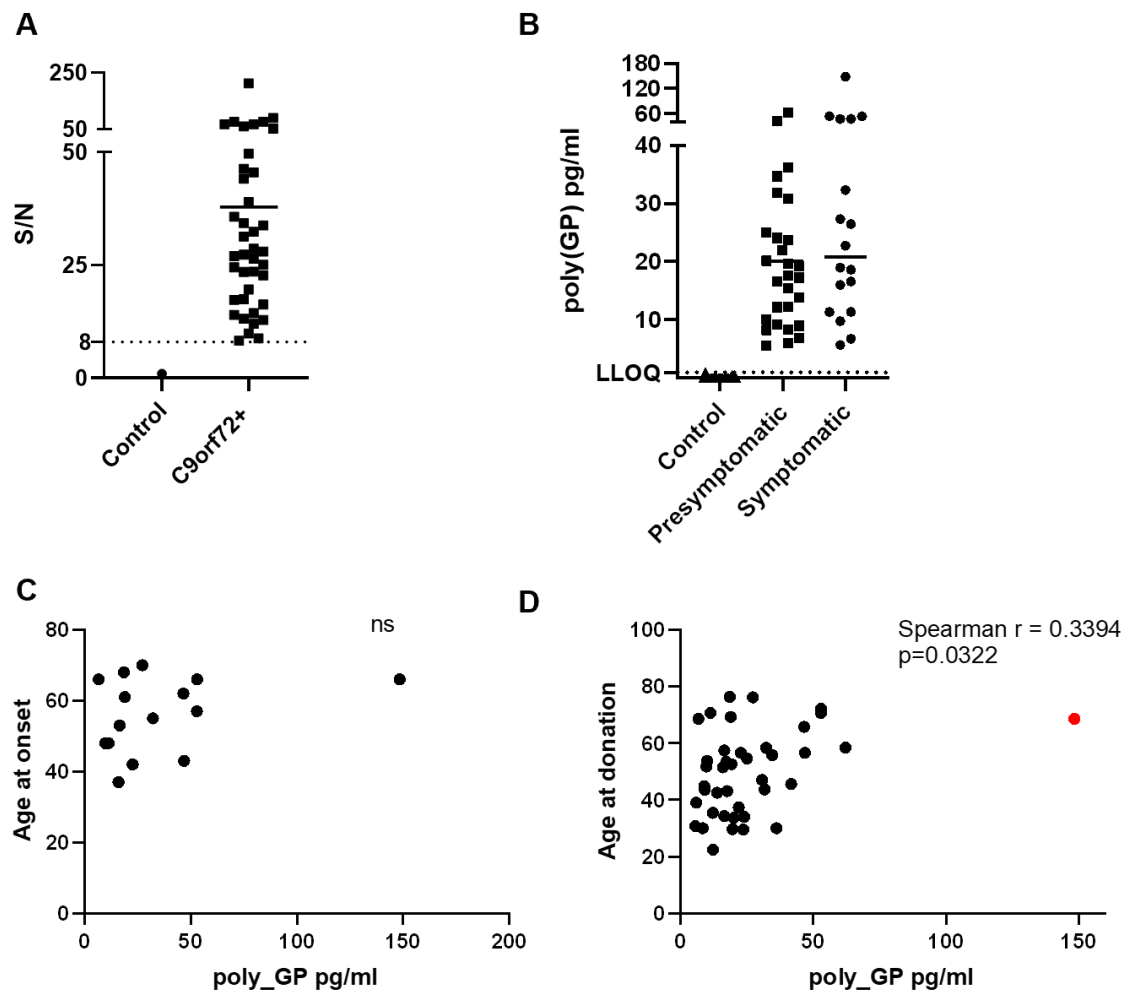 A
S/N
250
50
50
25
8
0
Control
C9orf72+
B
poly(GP) pg/ml
180
120
60
40
30
20
10
LLOQ
Control
Presymptomatic
Symptomatic
C
ns
Age at onset
80
60
40
20
0
0 50 100 150 200
poly_GP pg/ml
D
Spearman r = 0.3394
p=0.0322
Age at donation
100
80
60
40
20
0
0 50 100 150
poly_GP pg/ml